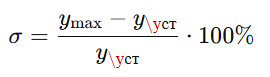 σ = (y_max − y_\уст) / y_\уст · 100%